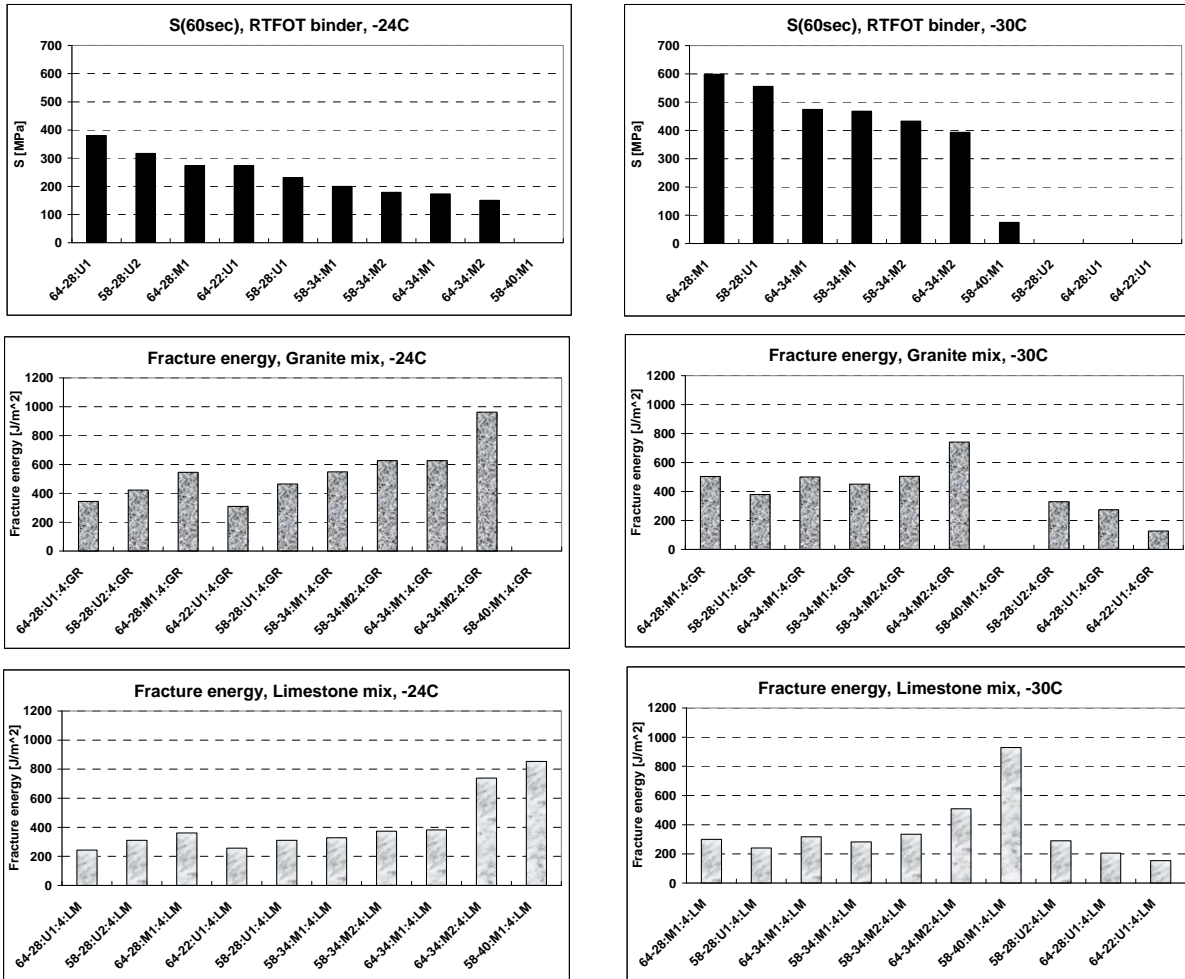 S(60sec), RTFOT binder, -24C
S [MPa]
700
600
500
400
300
200
100
0
64-28:U1
58-28:U2
64-28:M1
64-22:U1
58-28:U1
58-34:M1
58-34:M2
64-34:M1
64-34:M2
58-40:M1
S(60sec), RTFOT binder, -30C
S [MPa]
700
600
500
400
300
200
100
0
64-28:M1
58-28:U1
64-34:M1
58-34:M1
58-34:M2
64-34:M2
58-40:M1
58-28:U2
64-28:U1
64-22:U1
Fracture energy, Granite mix, -24C
Fracture energy [J/m^2]
1200
1000
800
600
400
200
0
64-28:U1:4:GR
58-28:U2:4:GR
64-28:M1:4:GR
64-22:U1:4:GR
58-28:U1:4:GR
58-34:M1:4:GR
58-34:M2:4:GR
64-34:M1:4:GR
64-34:M2:4:GR
58-40:M1:4:GR
Fracture energy, Granite mix, -30C
Fracture energy [J/m^2]
1200
1000
800
600
400
200
0
64-28:M1:4:GR
58-28:U1:4:GR
64-34:M1:4:GR
58-34:M1:4:GR
58-34:M2:4:GR
64-34:M2:4:GR
58-40:M1:4:GR
58-28:U2:4:GR
64-28:U1:4:GR
64-22:U1:4:GR
Fracture energy, Limestone mix, -24C
Fracture energy [J/m^2]
1200
1000
800
600
400
200
0
64-28:U1:4:LM
58-28:U2:4:LM
64-28:M1:4:LM
64-22:U1:4:LM
58-28:U1:4:LM
58-34:M1:4:LM
58-34:M2:4:LM
64-34:M1:4:LM
64-34:M2:4:LM
58-40:M1:4:LM
Fracture energy, Limestone mix, -30C
Fracture energy [J/m^2]
1200
1000
800
600
400
200
0
64-28:M1:4:LM
58-28:U1:4:LM
64-34:M1:4:LM
58-34:M1:4:LM
58-34:M2:4:LM
64-34:M2:4:LM
58-40:M1:4:LM
58-28:U2:4:LM
64-28:U1:4:LM
64-22:U1:4:LM